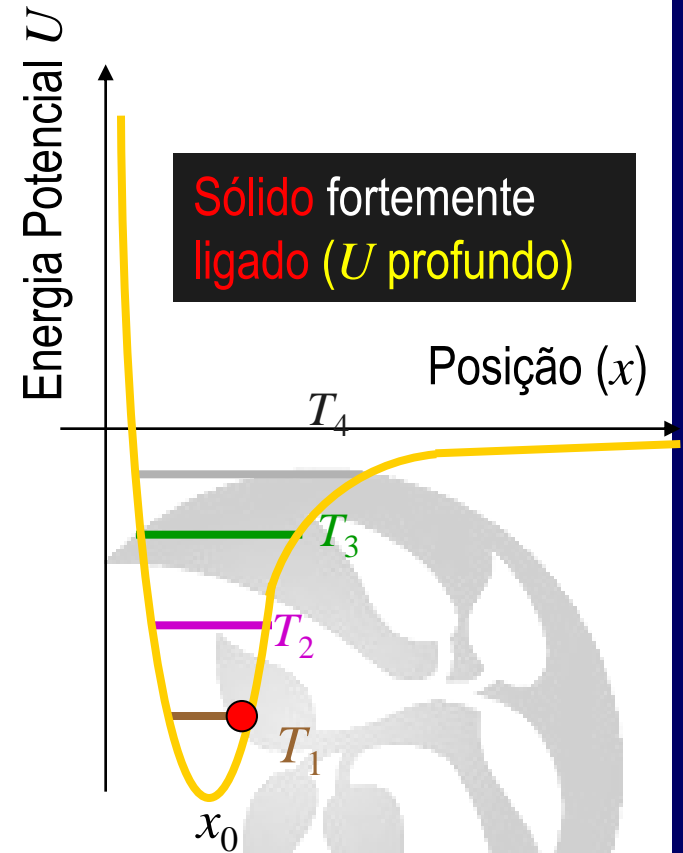 Energia Potencial U
Sólido fortemente
ligado (U profundo)
Posição (x)
T₄
T₃
T₂
T₁
x₀